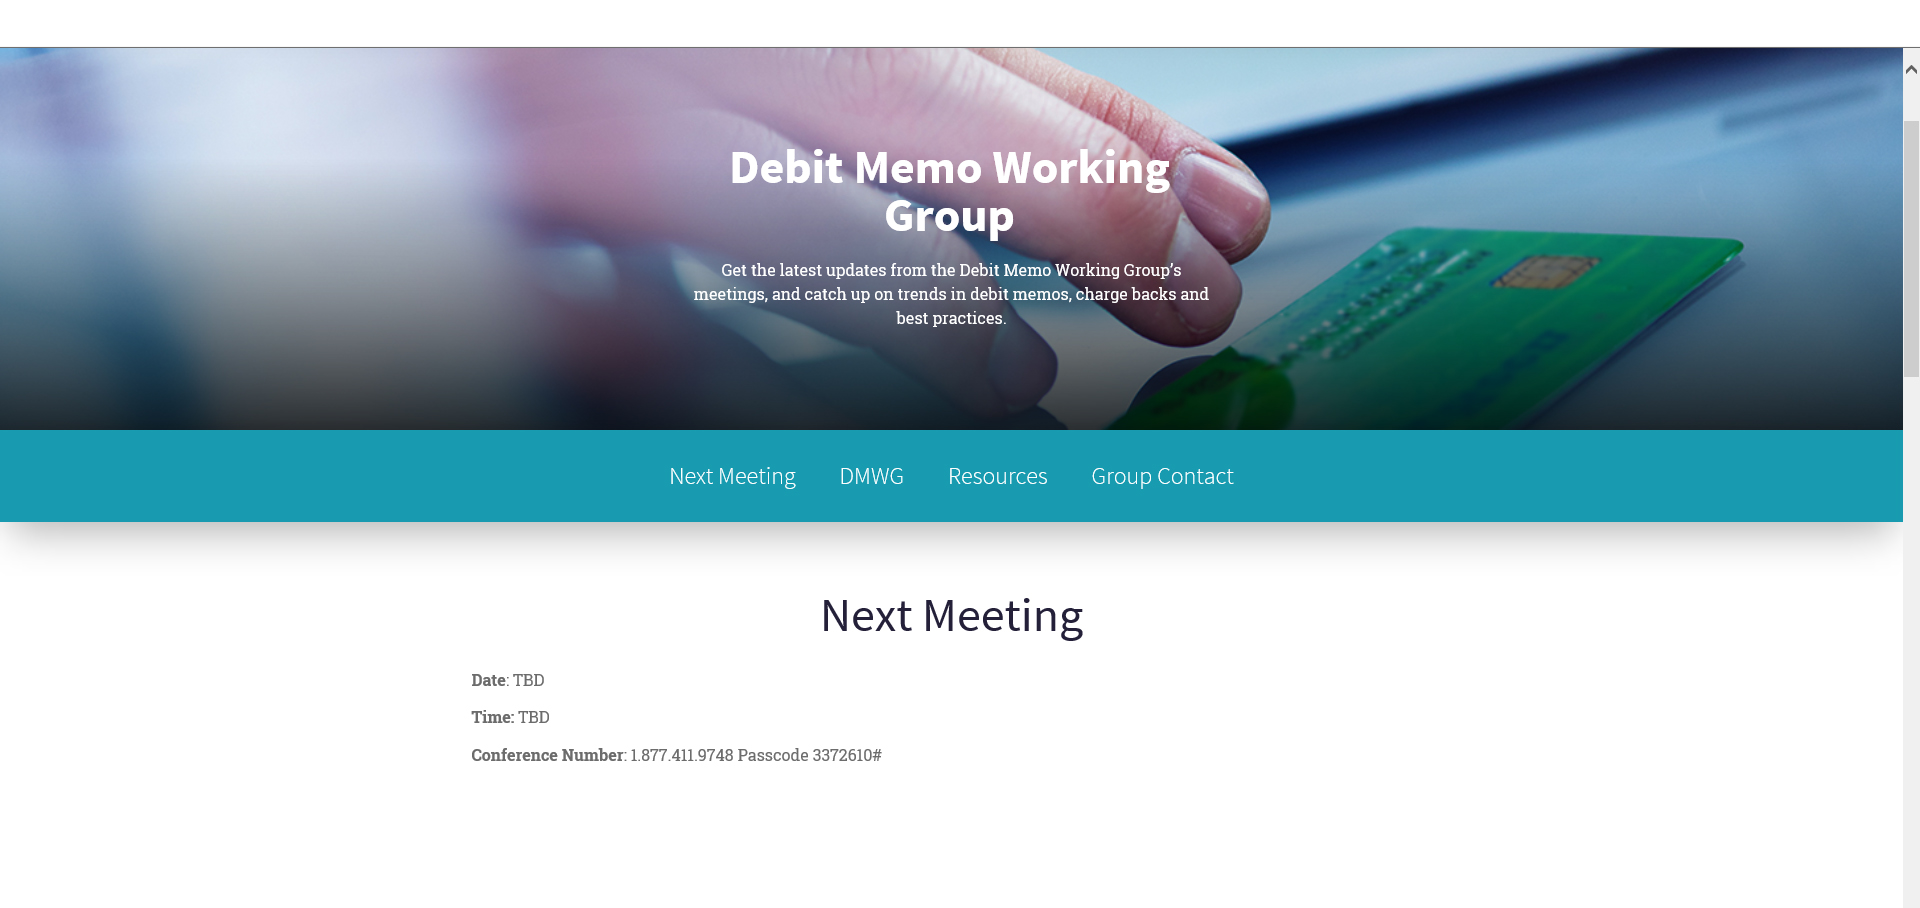 Debit Memo Working
Group
Get the latest updates from the Debit Memo Working Group's
meetings, and catch up on trends in debit memos, charge backs and
best practices.
Next Meeting DMWG Resources Group Contact
Next Meeting
Date: TBD
Time: TBD
Conference Number: 1.877.411.9748 Passcode 3372610#